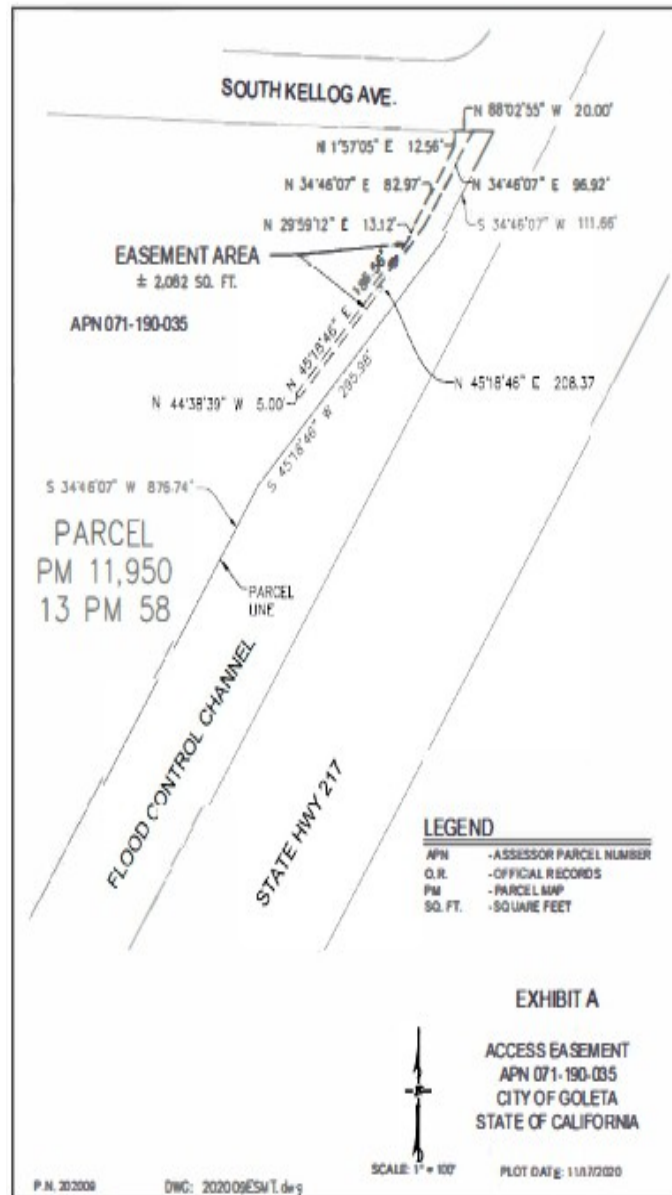 SOUTH KELLOG AVE.
N 88°02'55" W 20.00'
N 1°57'05" E 12.56'
N 34°46'07" E 82.97'
N 34°46'07" E 96.92'
N 29°59'12" E 13.12'
S 34°46'07" W 111.66'
EASEMENT AREA
± 2,082 SQ. FT.
APN 071-190-035
N 45°18'46" E
N 45°18'46" E 208.37
N 44°38'39" W 5.00'
S 45°18'46" W 295.98'
S 34°46'07" W 876.74'
PARCEL
PM 11,950
13 PM 58
PARCEL
LINE
FLOOD CONTROL CHANNEL
STATE HWY 217
LEGEND
APN -ASSESSOR PARCEL NUMBER
O.R. -OFFICIAL RECORDS
PM -PARCEL MAP
SQ. FT. -SQUARE FEET
EXHIBIT A
ACCESS EASEMENT
APN 071-190-035
CITY OF GOLETA
STATE OF CALIFORNIA
SCALE: 1" = 100'
PLOT DATE: 11/17/2020
P.N. 202009
DWG: 202009ESMT.dwg